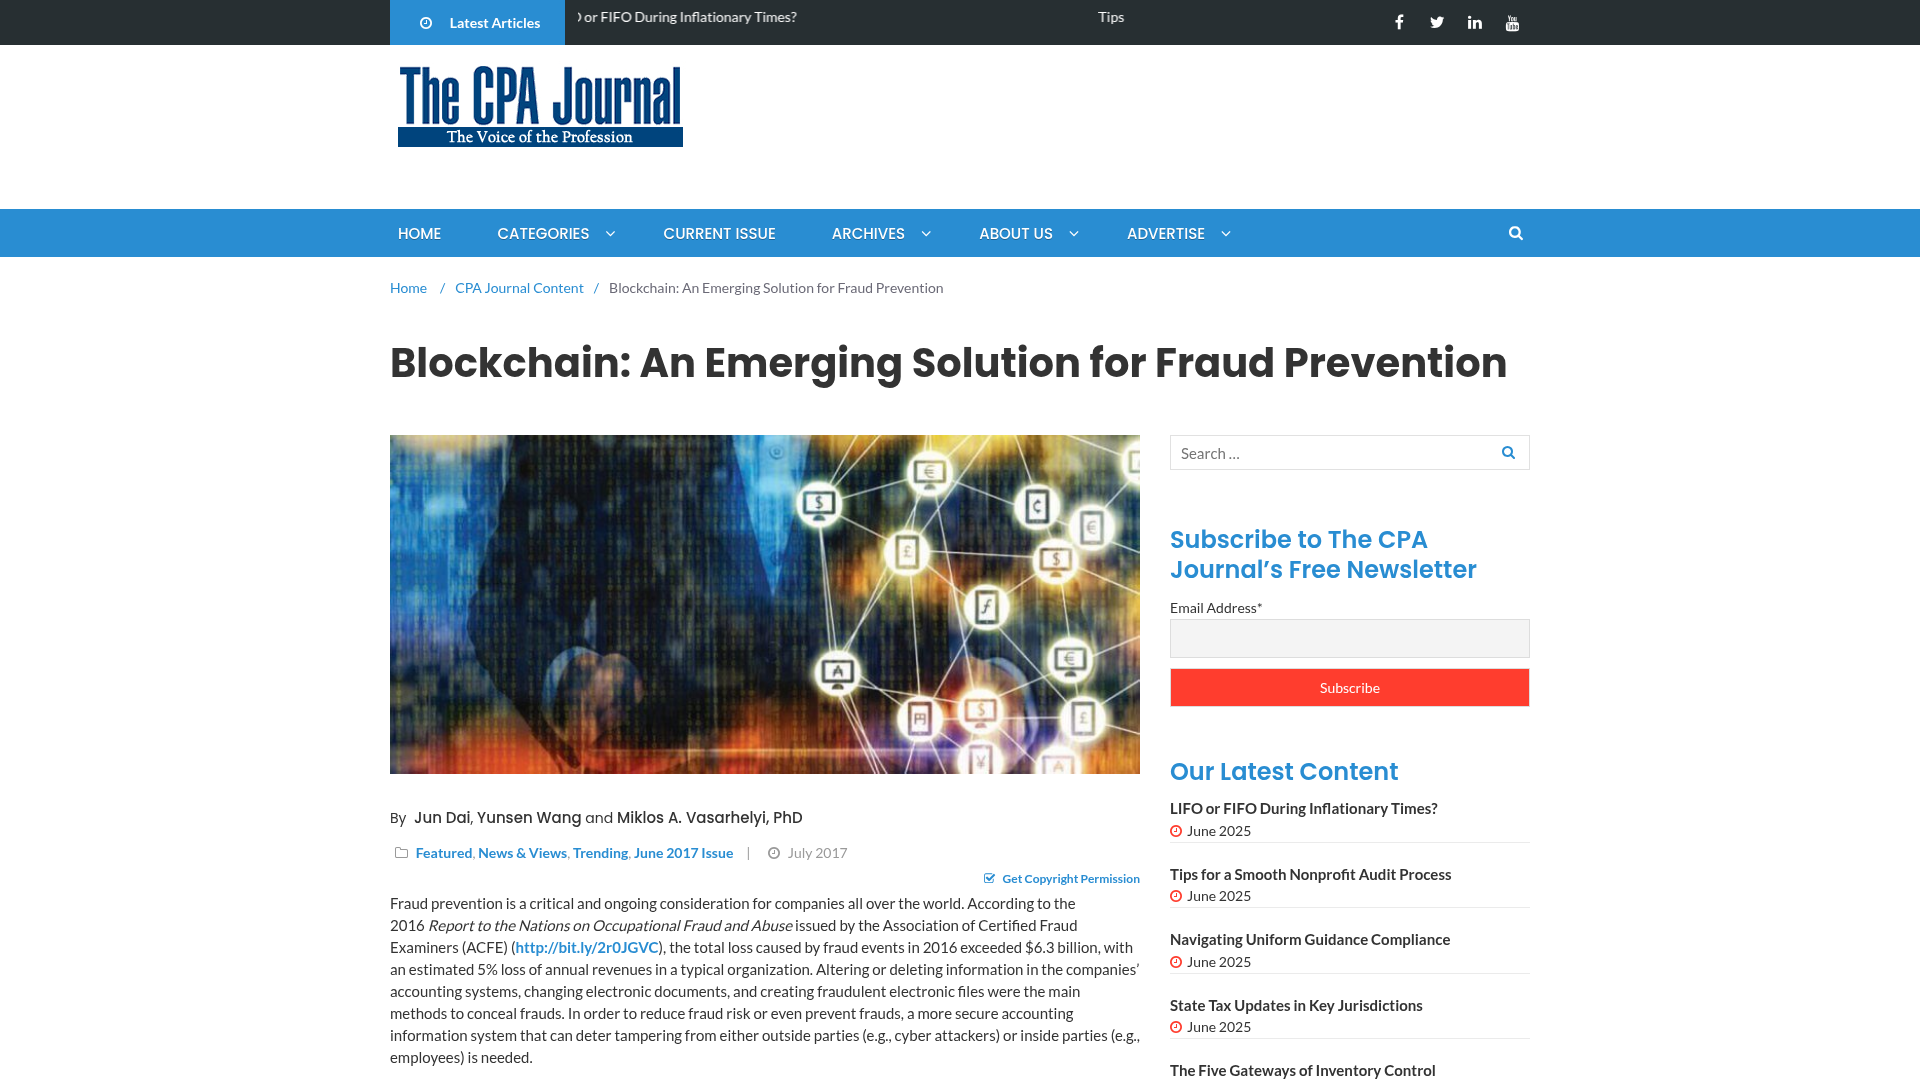 Latest Articles
or FIFO During Inflationary Times?
Tips
The CPA Journal
The Voice of the Profession
HOME
CATEGORIES
CURRENT ISSUE
ARCHIVES
ABOUT US
ADVERTISE
Home / CPA Journal Content / Blockchain: An Emerging Solution for Fraud Prevention
Blockchain: An Emerging Solution for Fraud Prevention
By Jun Dai, Yunsen Wang and Miklos A. Vasarhelyi, PhD
Featured, News & Views, Trending, June 2017 Issue | July 2017
Get Copyright Permission
Fraud prevention is a critical and ongoing consideration for companies all over the world. According to the
2016 Report to the Nations on Occupational Fraud and Abuse issued by the Association of Certified Fraud
Examiners (ACFE) (http://bit.ly/2r0JGVC), the total loss caused by fraud events in 2016 exceeded $6.3 billion, with
an estimated 5% loss of annual revenues in a typical organization. Altering or deleting information in the companies’
accounting systems, changing electronic documents, and creating fraudulent electronic files were the main
methods to conceal frauds. In order to reduce fraud risk or even prevent frauds, a more secure accounting
information system that can deter tampering from either outside parties (e.g., cyber attackers) or inside parties (e.g.,
employees) is needed.
Search …
Subscribe to The CPA
Journal’s Free Newsletter
Email Address*
Subscribe
Our Latest Content
LIFO or FIFO During Inflationary Times?
June 2025
Tips for a Smooth Nonprofit Audit Process
June 2025
Navigating Uniform Guidance Compliance
June 2025
State Tax Updates in Key Jurisdictions
June 2025
The Five Gateways of Inventory Control